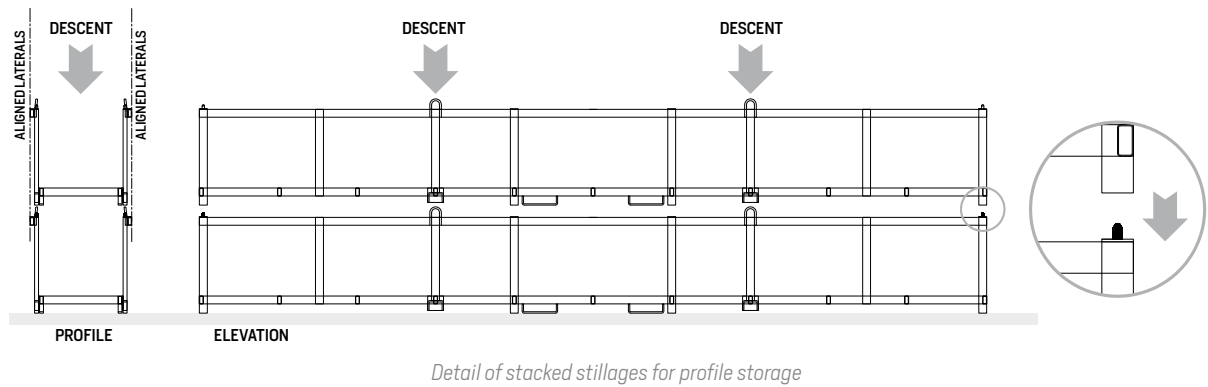 ALIGNED LATERALS
DESCENT
ALIGNED LATERALS
DESCENT
DESCENT
PROFILE
ELEVATION
Detail of stacked stillages for profile storage